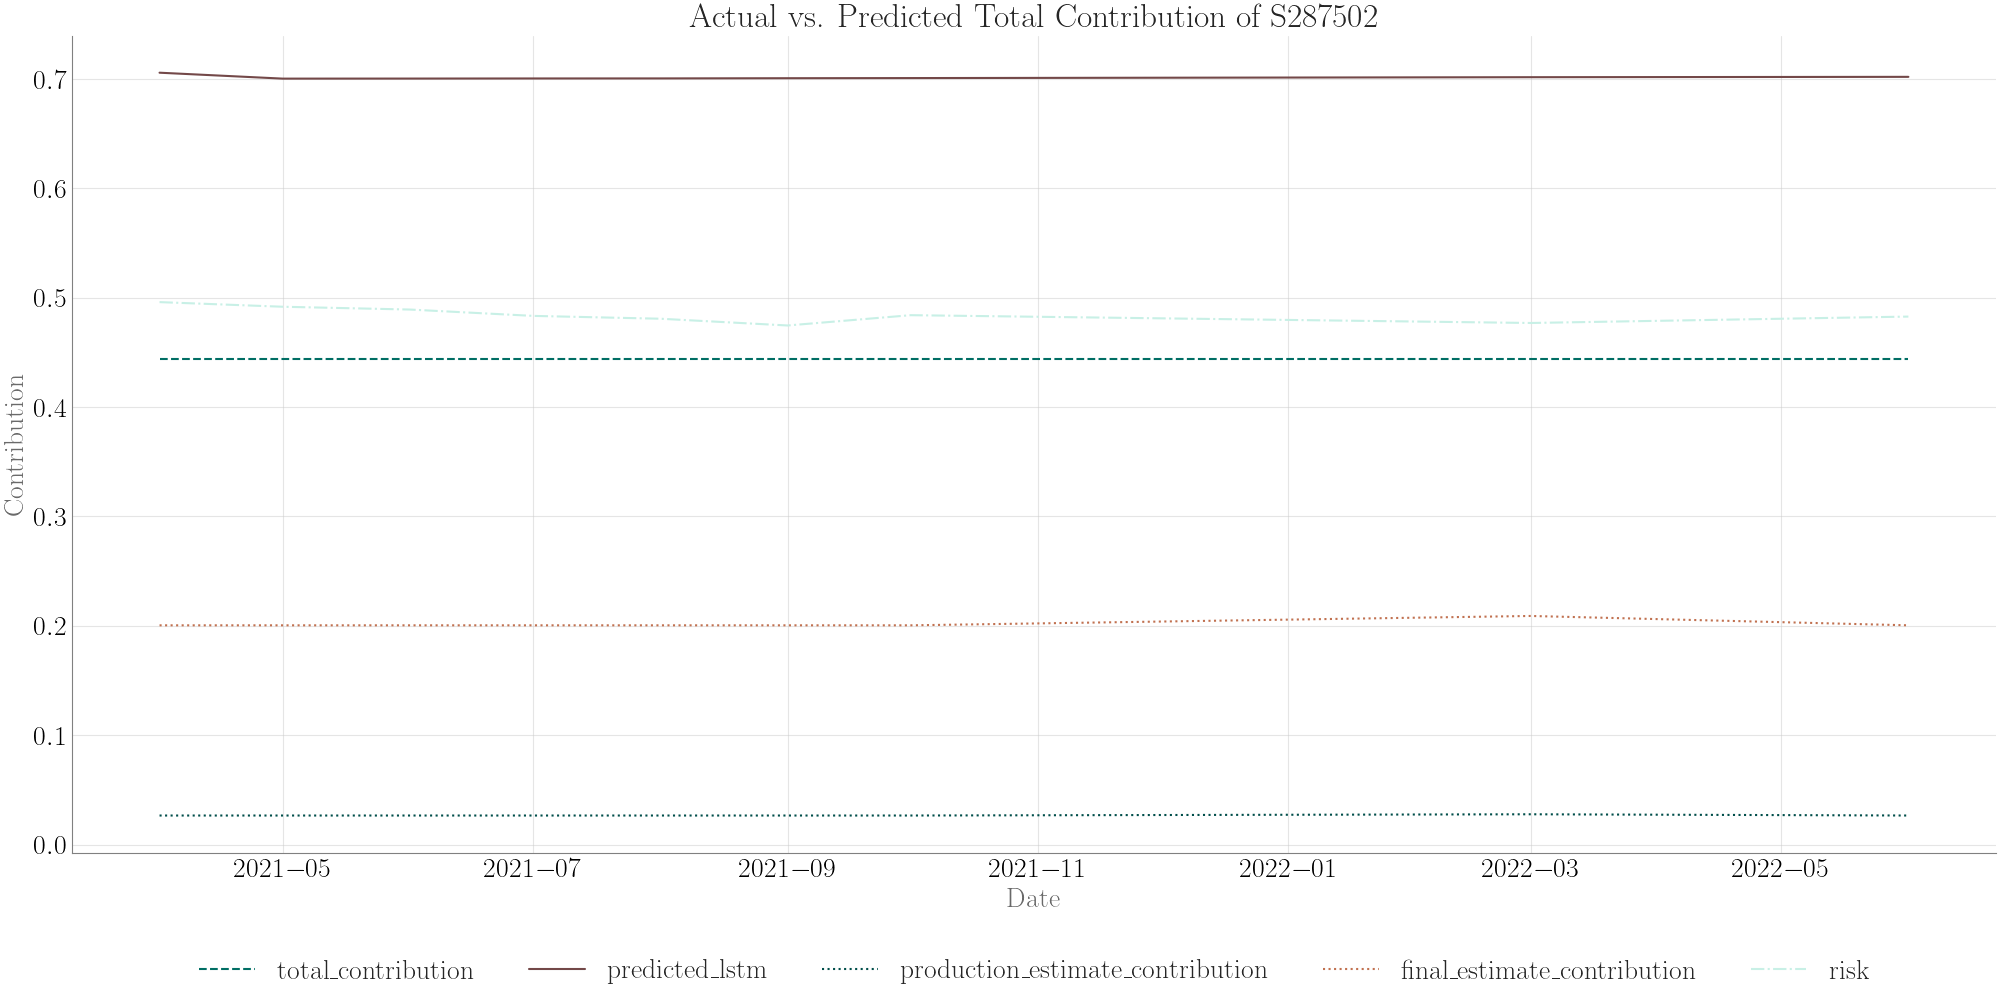 Actual vs. Predicted Total Contribution of S287502
0.7
0.6
0.5
0.4
0.3
0.2
0.1
0.0
Contribution
2021–05 2021–07 2021–09 2021–11 2022–01 2022–03 2022–05
Date
total_contribution predicted_lstm production_estimate_contribution final_estimate_contribution risk